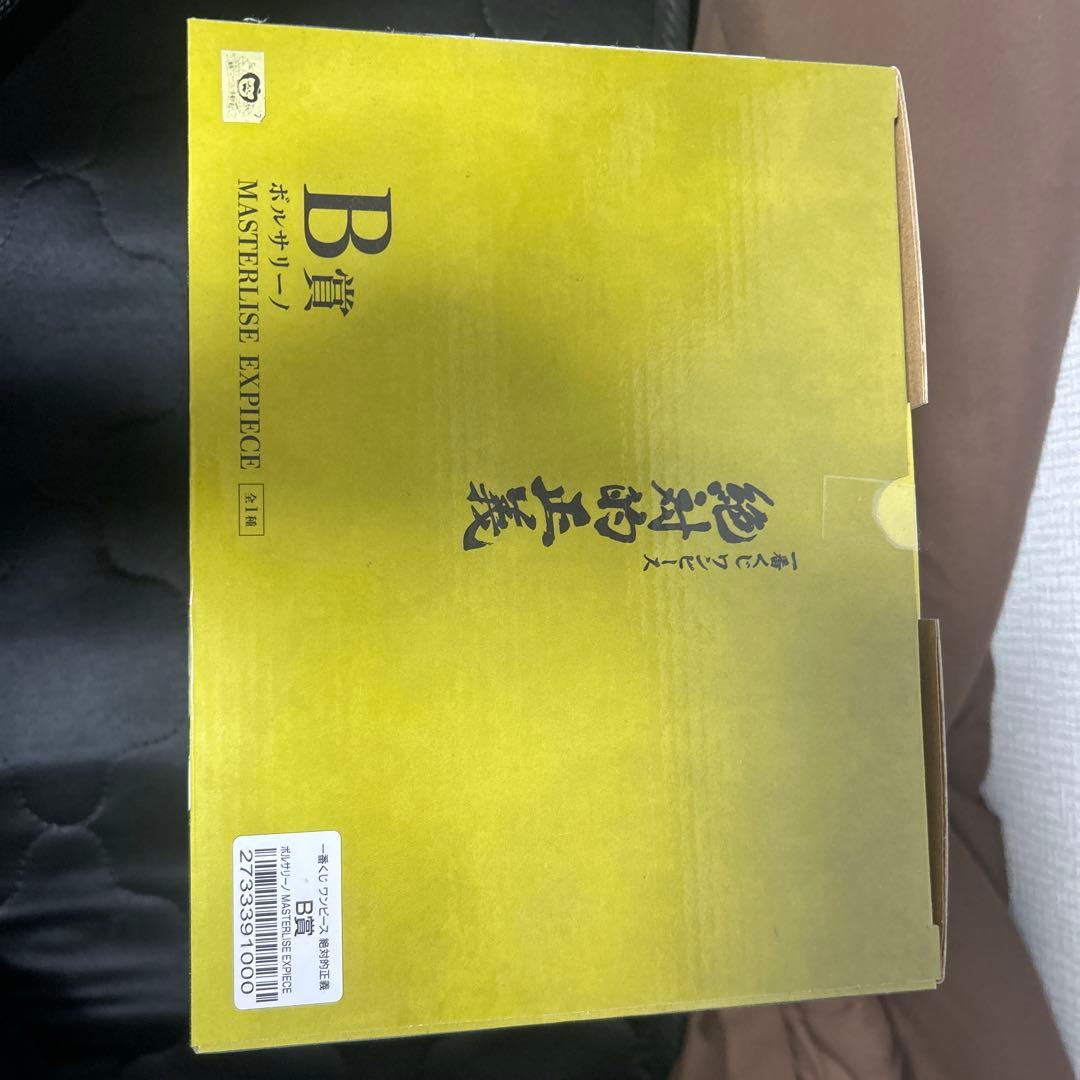 一番くじ ワンピース
絶対的正義
B賞
ボルサリーノ
MASTERLISE EXPIECE
全1種
一番くじ ワンピース 絶対的正義
B賞
ボルサリーノ MASTERLISE EXPIECE
2733391000